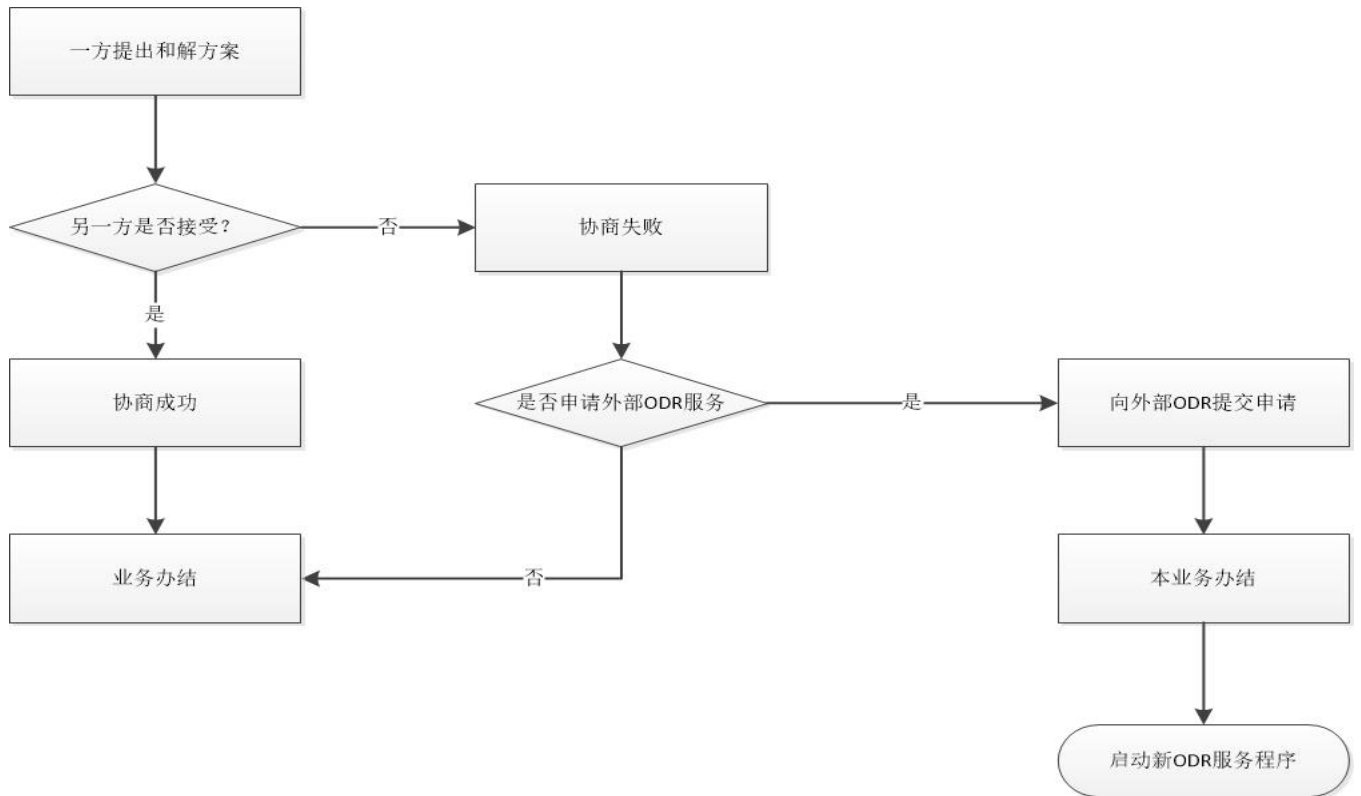 一方提出和解方案
另一方是否接受?
否
协商失败
是
协商成功
是否申请外部ODR服务
是
向外部ODR提交申请
业务办结
否
本业务办结
启动新ODR服务程序